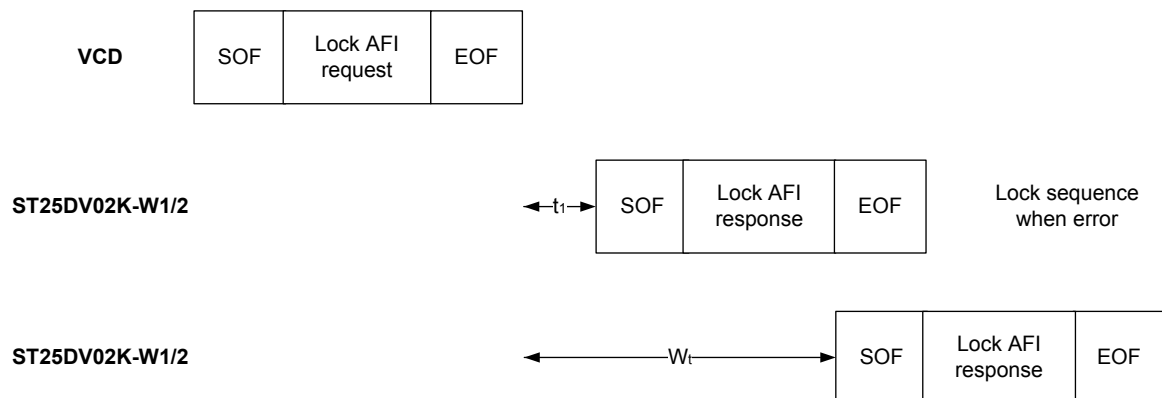 VCD
SOF
Lock AFI
request
EOF
ST25DV02K-W1/2
t1
SOF
Lock AFI
response
EOF
Lock sequence
when error
ST25DV02K-W1/2
Wt
SOF
Lock AFI
response
EOF